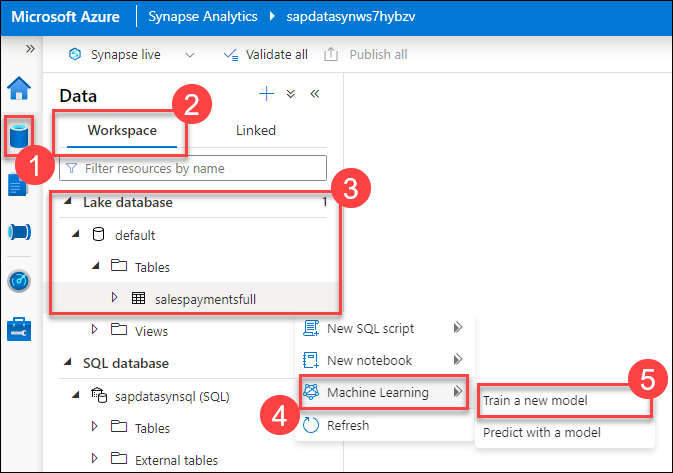 Microsoft Azure Synapse Analytics sapdatasynws7hybzv
Synapse live Validate all Publish all
Data
2
Workspace Linked
1
Filter resources by name
3
Lake database 1
default
Tables
salespaymentsfull
Views
New SQL script
SQL database
New notebook
5
sapdatasynsql (SQL)
Machine Learning
Train a new model
4
Tables
Refresh
Predict with a model
External tables